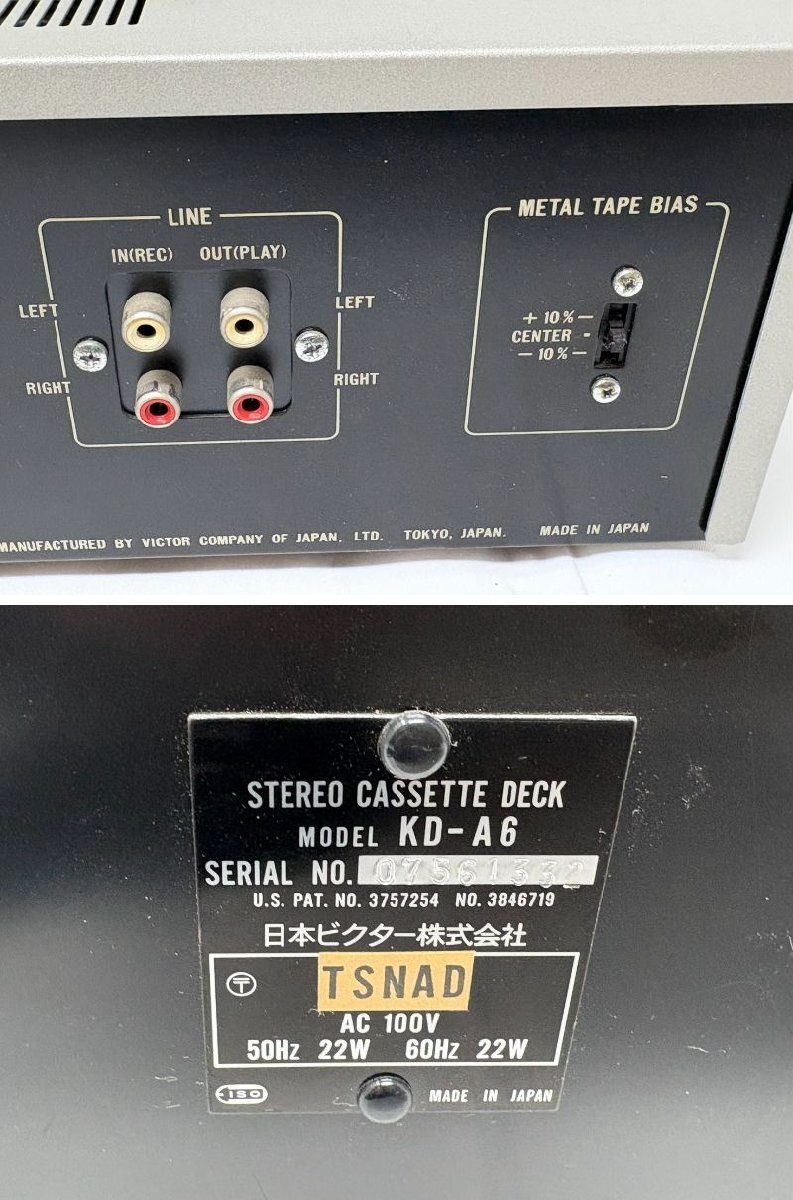 LINE
IN(REC) OUT(PLAY)
LEFT LEFT
RIGHT RIGHT
METAL TAPE BIAS
+10%
CENTER
-10%
MANUFACTURED BY VICTOR COMPANY OF JAPAN, LTD. TOKYO, JAPAN. MADE IN JAPAN
STEREO CASSETTE DECK
MODEL KD-A6
SERIAL NO. 07561332
U.S. PAT. NO. 3757254 NO. 3846719
日本ビクター株式会社
〒 TSNAD
AC 100V
50Hz 22W 60Hz 22W
ISO MADE IN JAPAN